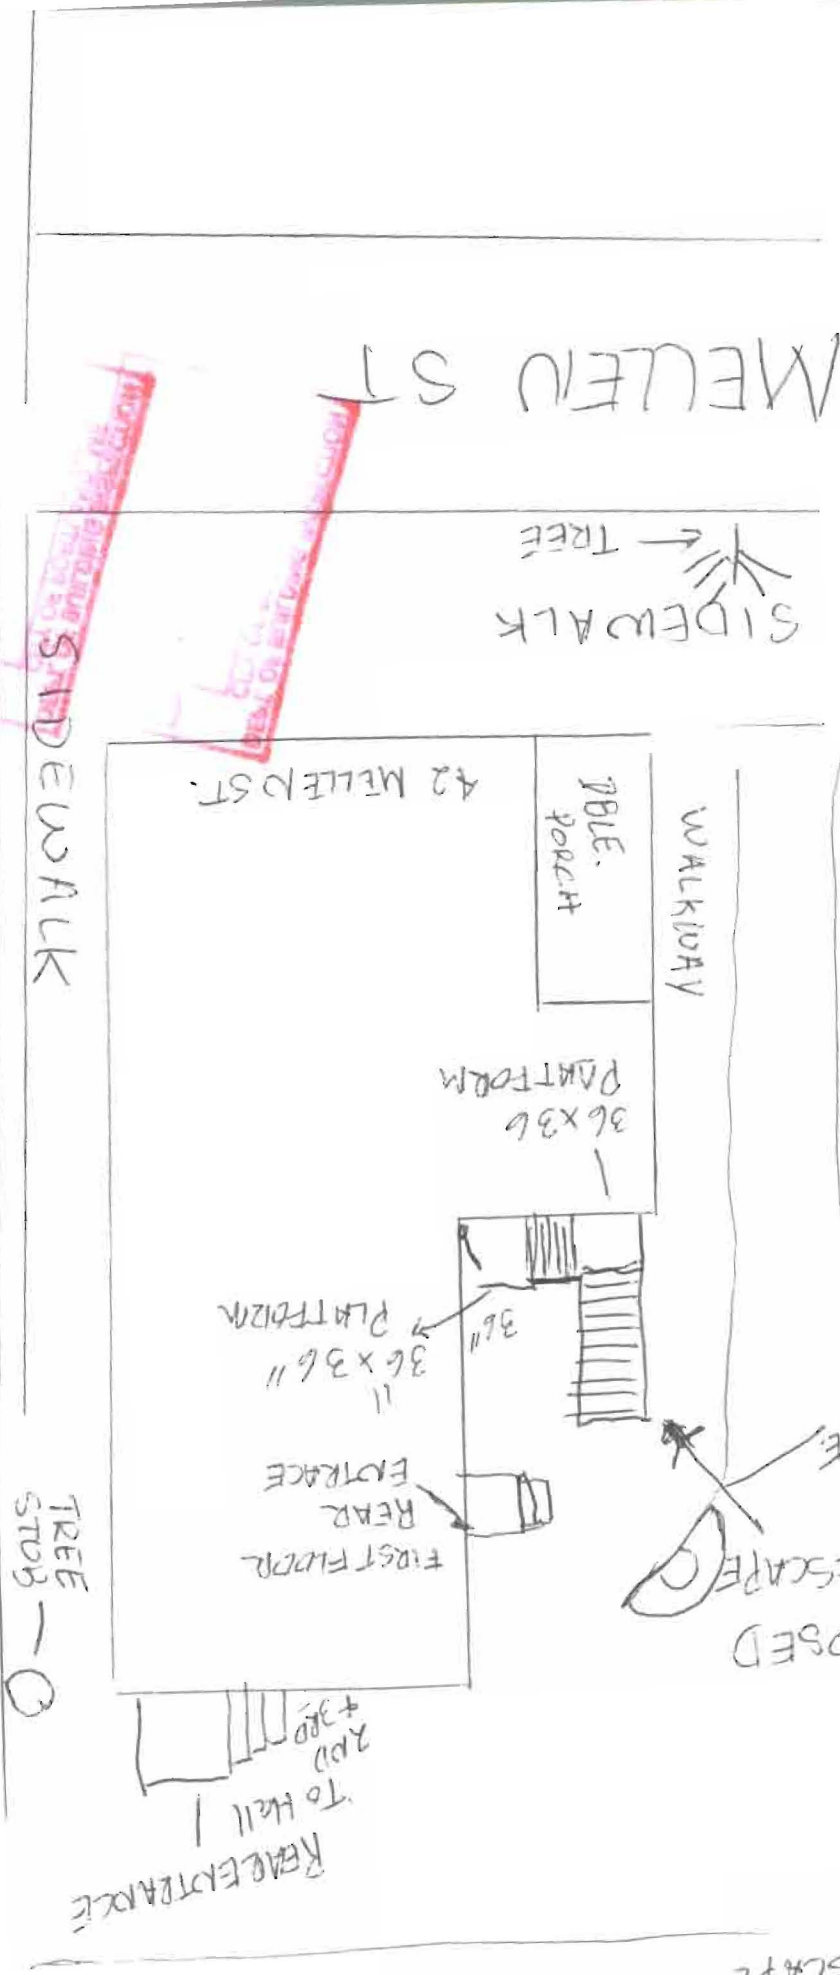 MELLEN ST
TREE
SIDEWALK
SIDEWALK
42 MELLEN ST.
DBLE.
PORCH
WALKWAY
36 x 36
PLATFORM
36"
36" x 36"
PLATFORM
FIRST FLOOR
REAR
ENTRACE
TREE
STUB
OSED
SCAPE
REAR ENTRANCE
To Hall
2ND
+ 3RD